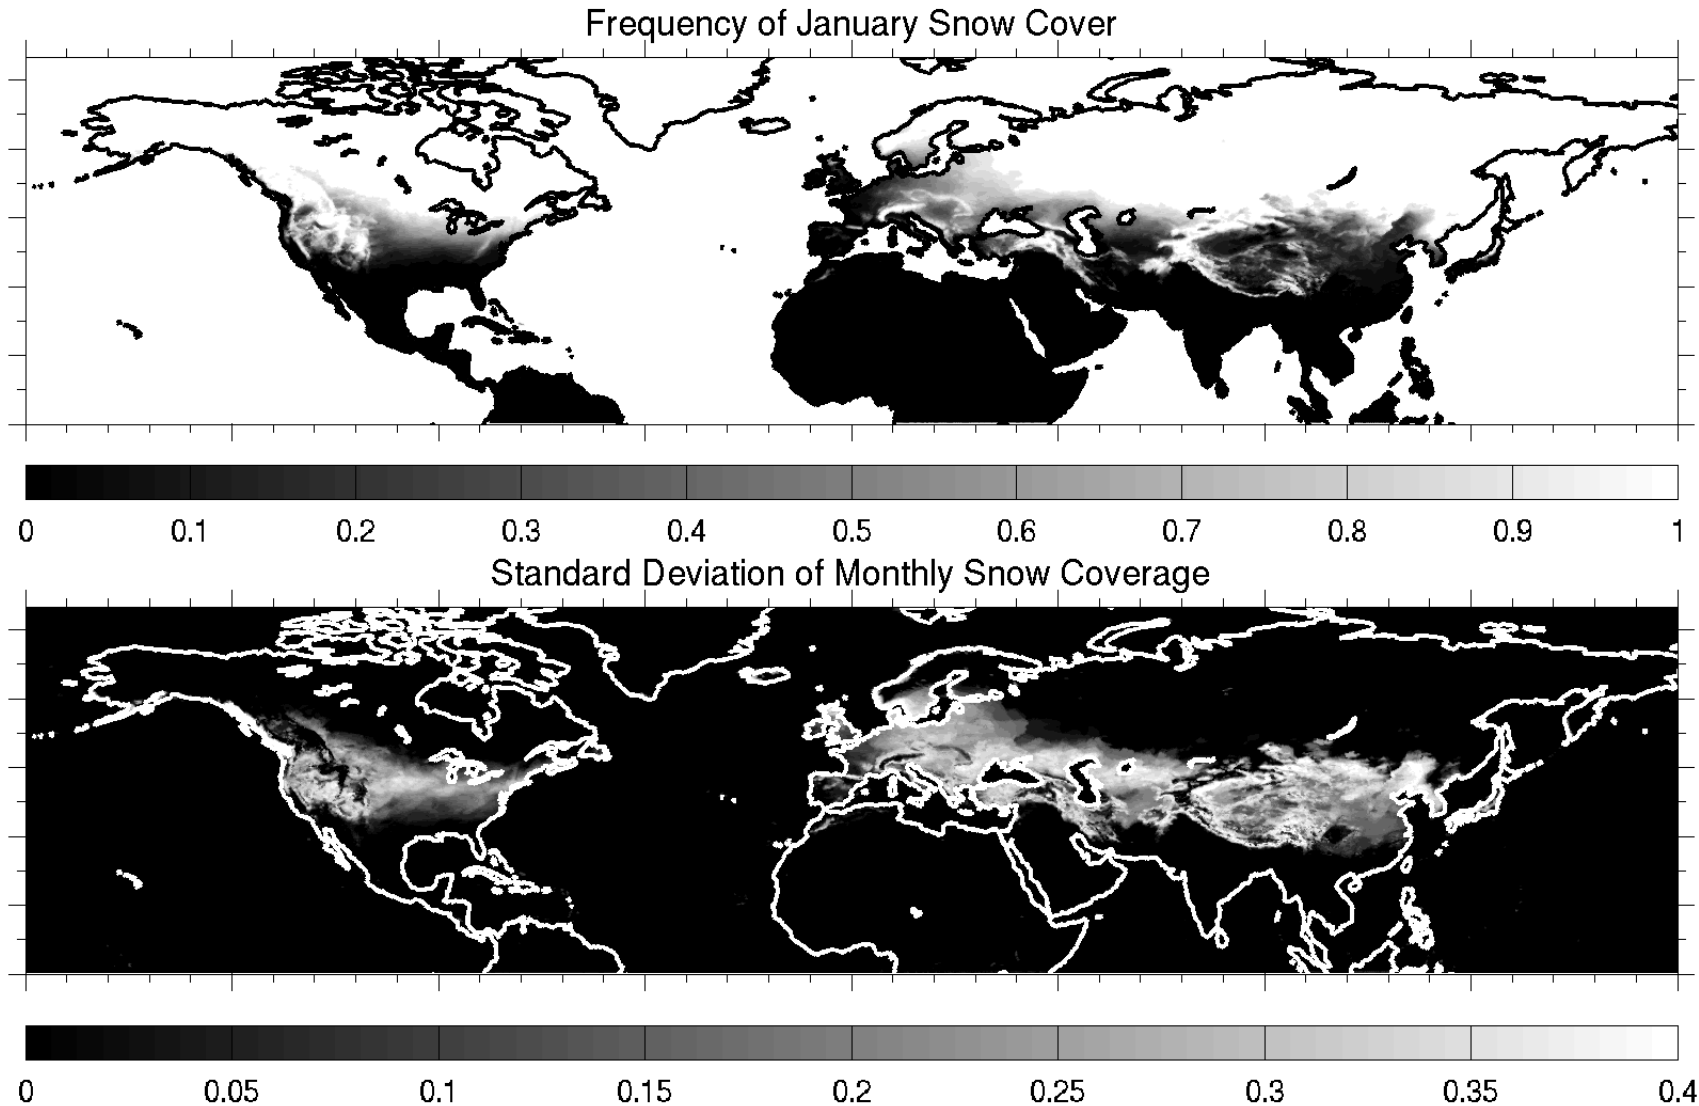 Frequency of January Snow Cover
0 0.1 0.2 0.3 0.4 0.5 0.6 0.7 0.8 0.9 1
Standard Deviation of Monthly Snow Coverage
0 0.05 0.1 0.15 0.2 0.25 0.3 0.35 0.4